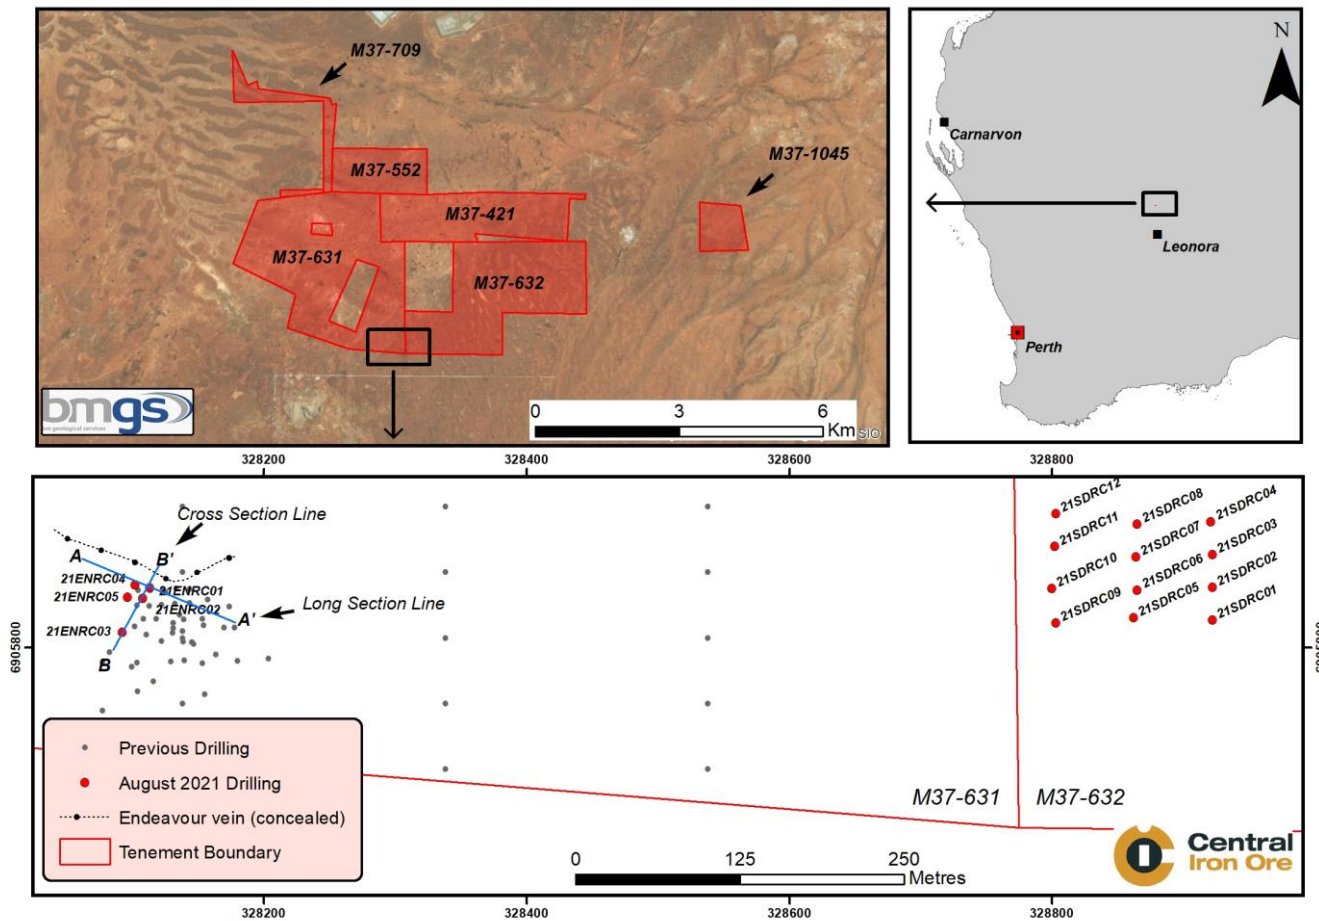 M37-709
M37-1045
M37-552
M37-421
M37-631
M37-632
bmgs
0 3 6
Km
SIO
N
Carnarvon
Leonora
Perth
328200 328400 328600 328800
Cross Section Line
A
B'
21ENRC04
21ENRC01
21ENRC05
21ENRC02
A'
Long Section Line
21ENRC03
B
21SDRC12
21SDRC08
21SDRC04
21SDRC11
21SDRC07
21SDRC03
21SDRC10
21SDRC06
21SDRC02
21SDRC09
21SDRC05
21SDRC01
6905800
6905800
Previous Drilling
August 2021 Drilling
Endeavour vein (concealed)
Tenement Boundary
M37-631 M37-632
0 125 250
Metres
Central
Iron Ore
328200 328400 328600 328800